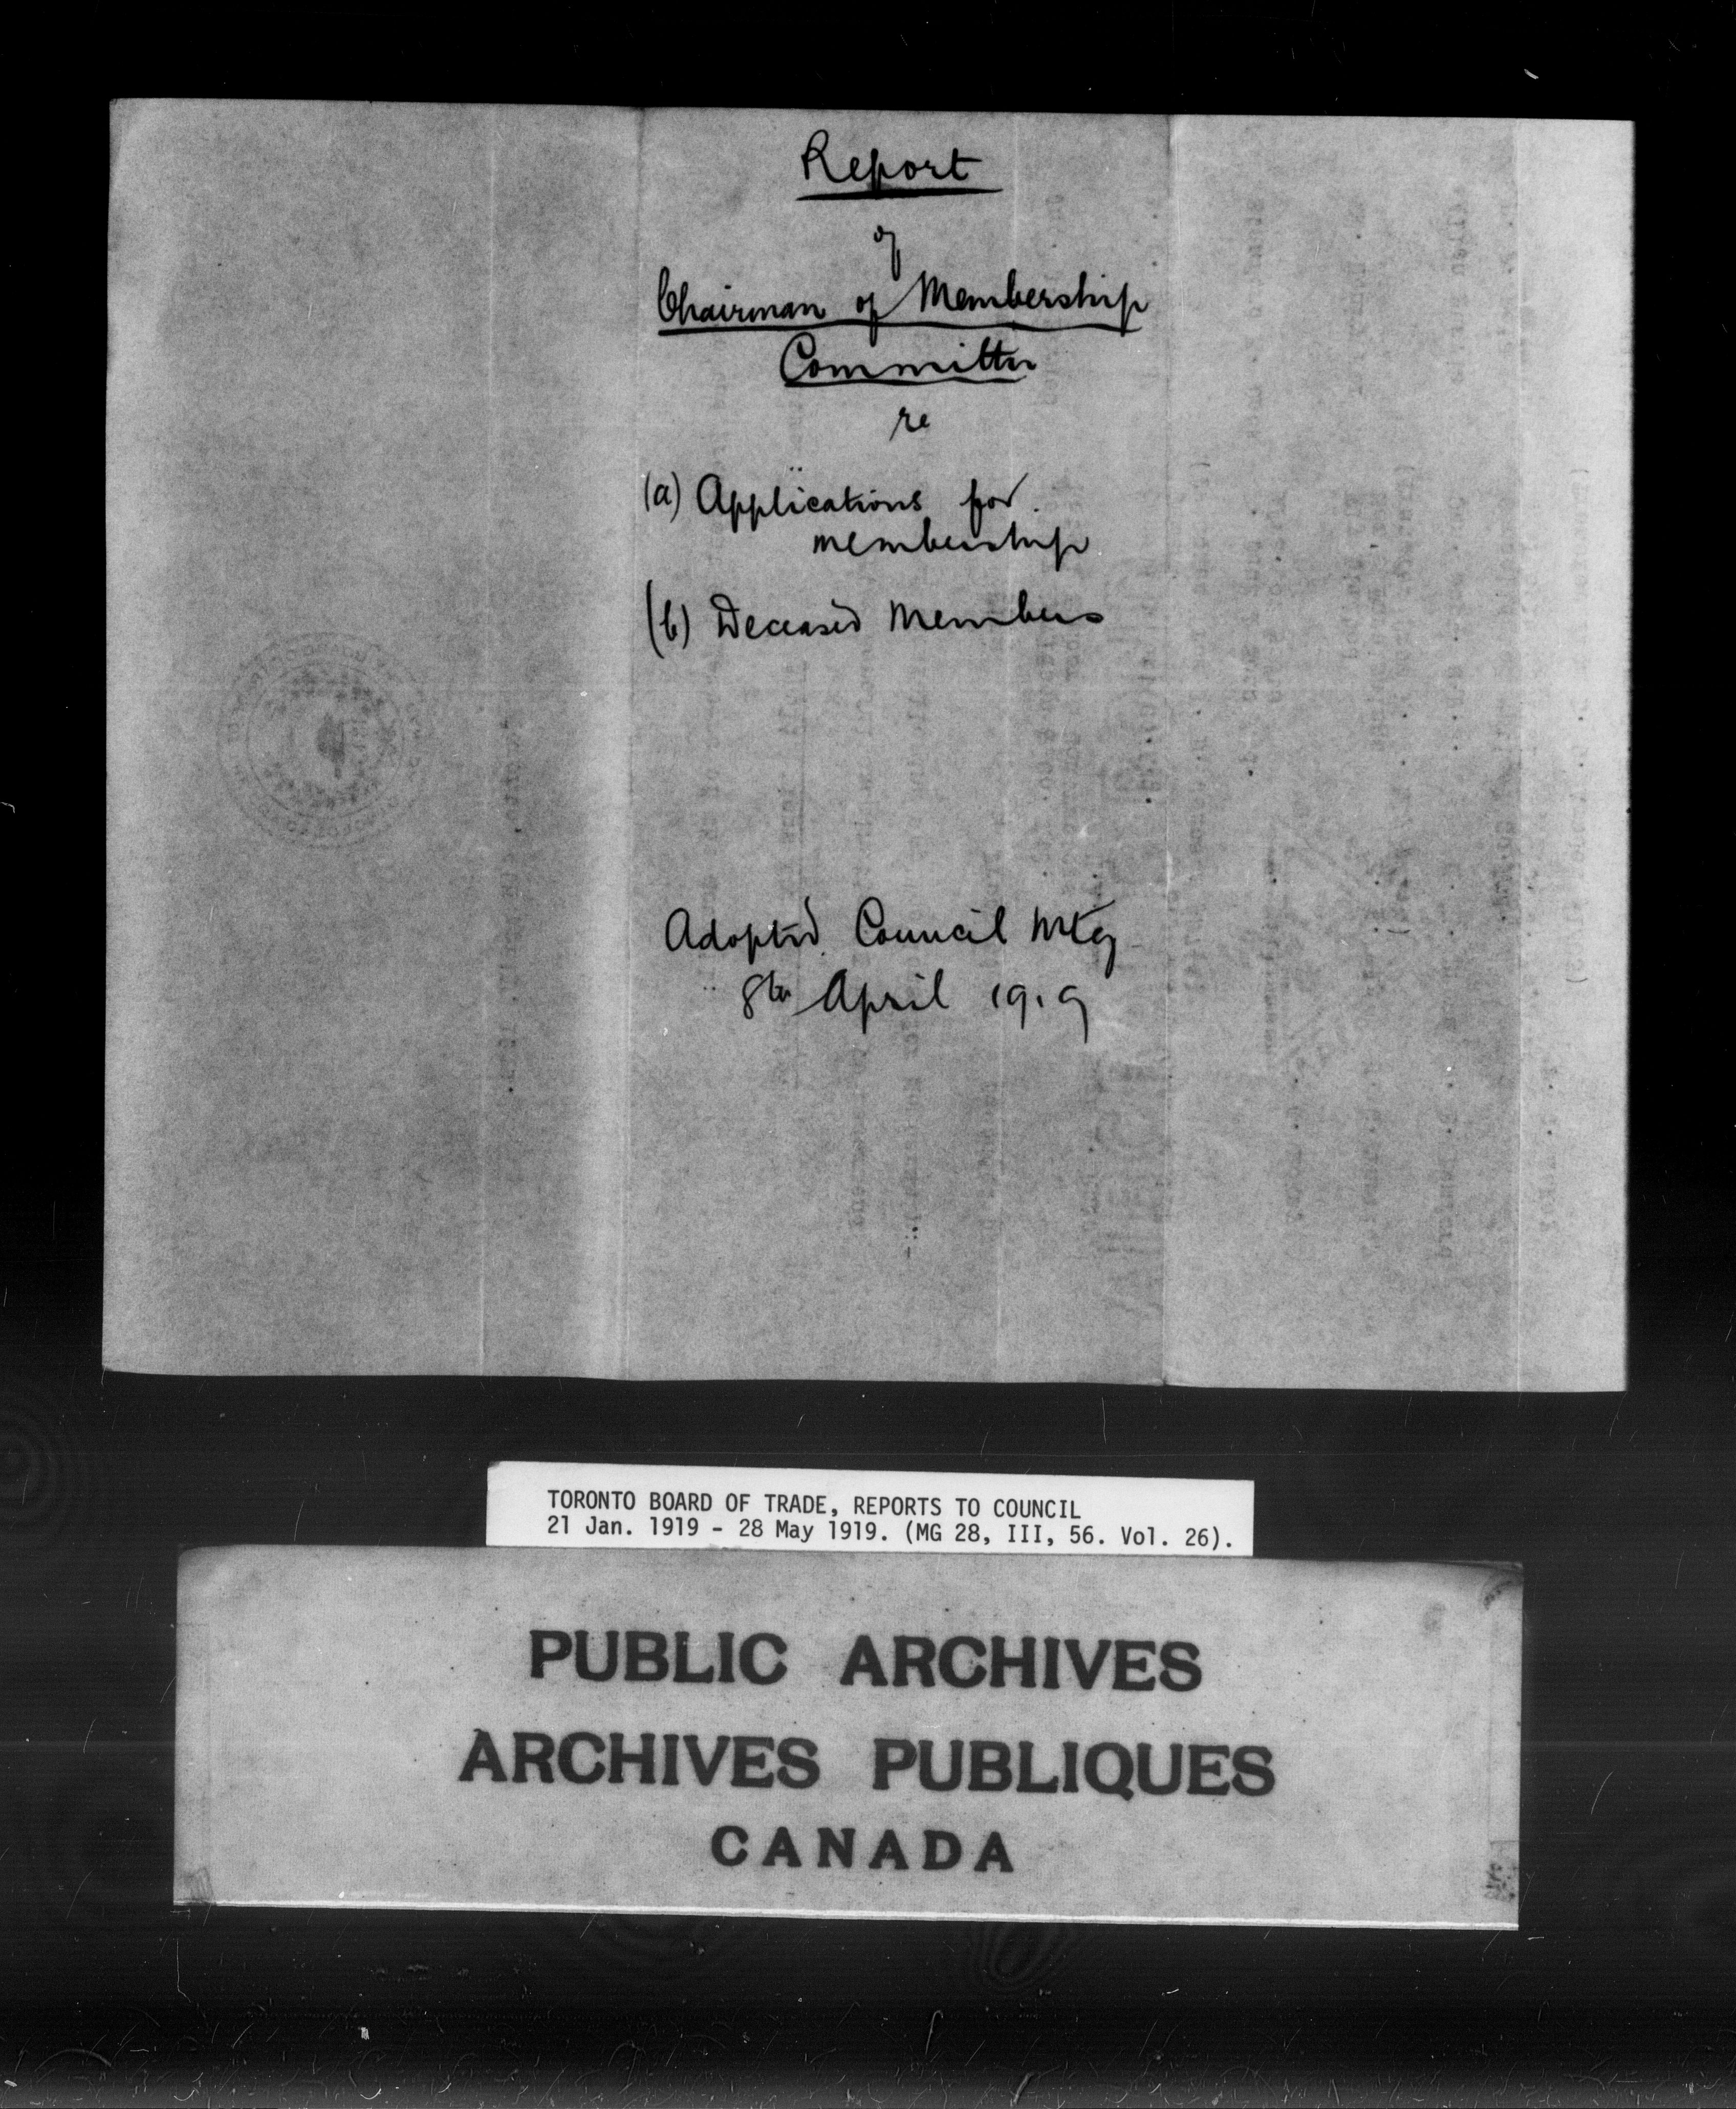 Report
of
Chairman of Membership
Committee
re
(a) Applications for
membership
(b) Deceased Members
Adopted Council Mtg
8th April 1919
TORONTO BOARD OF TRADE, REPORTS TO COUNCIL
21 Jan. 1919 - 28 May 1919. (MG 28, III, 56. Vol. 26).
PUBLIC ARCHIVES
ARCHIVES PUBLIQUES
CANADA